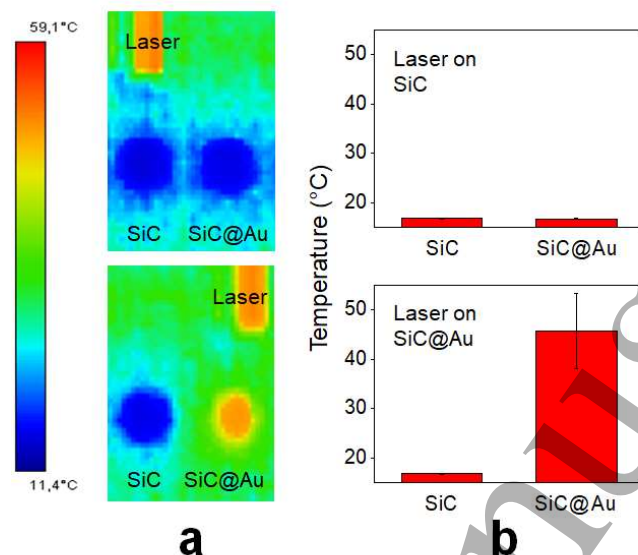 59,1°C
11,4°C
Laser
SiC SiC@Au
Laser
SiC SiC@Au
a
Temperature (°C)
Laser on
SiC
50
40
30
20
SiC SiC@Au
Laser on
SiC@Au
50
40
30
20
SiC SiC@Au
b